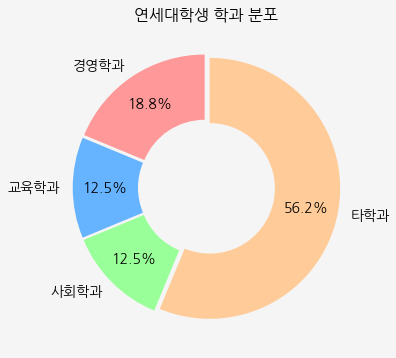 연세대학생 학과 분포
경영학과
18.8%
교육학과
12.5%
56.2%
타학과
12.5%
사회학과